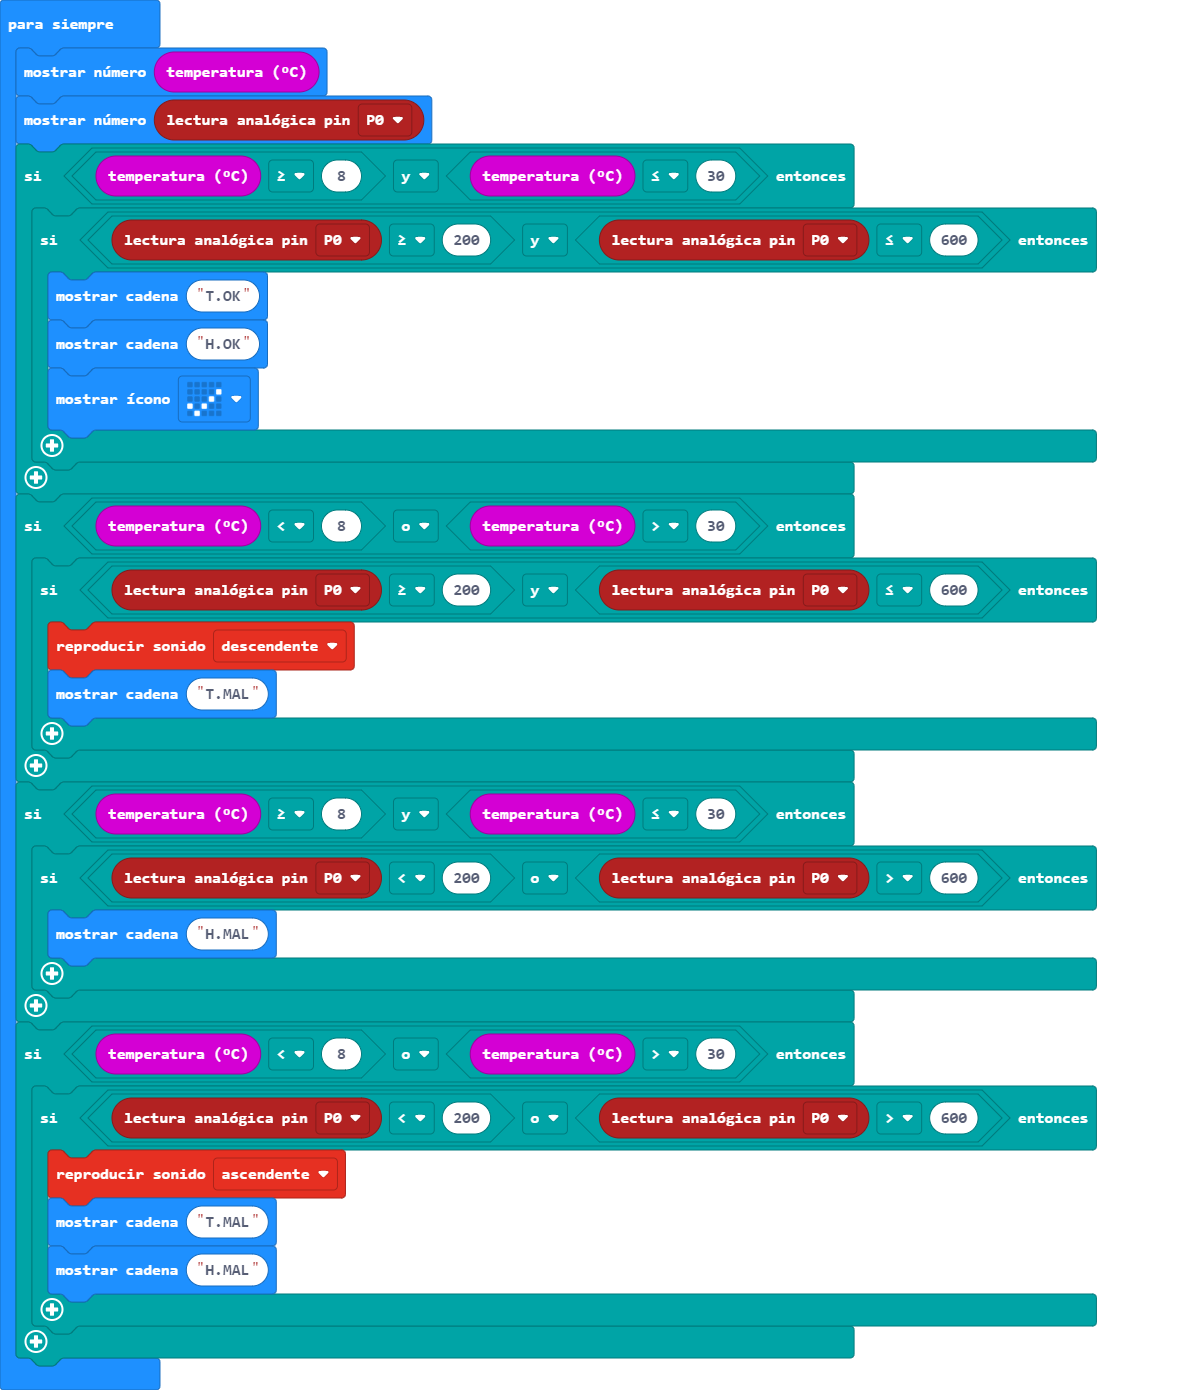 para siempre
mostrar número temperatura (ºC)
mostrar número lectura analógica pin P0
si temperatura (ºC) ≥ 8 y temperatura (ºC) ≤ 30 entonces
si lectura analógica pin P0 ≥ 200 y lectura analógica pin P0 ≤ 600 entonces
mostrar cadena "T.OK"
mostrar cadena "H.OK"
mostrar ícono
si temperatura (ºC) < 8 o temperatura (ºC) > 30 entonces
si lectura analógica pin P0 ≥ 200 y lectura analógica pin P0 ≤ 600 entonces
reproducir sonido descendente
mostrar cadena "T.MAL"
si temperatura (ºC) ≥ 8 y temperatura (ºC) ≤ 30 entonces
si lectura analógica pin P0 < 200 o lectura analógica pin P0 > 600 entonces
mostrar cadena "H.MAL"
si temperatura (ºC) < 8 o temperatura (ºC) > 30 entonces
si lectura analógica pin P0 < 200 o lectura analógica pin P0 > 600 entonces
reproducir sonido ascendente
mostrar cadena "T.MAL"
mostrar cadena "H.MAL"